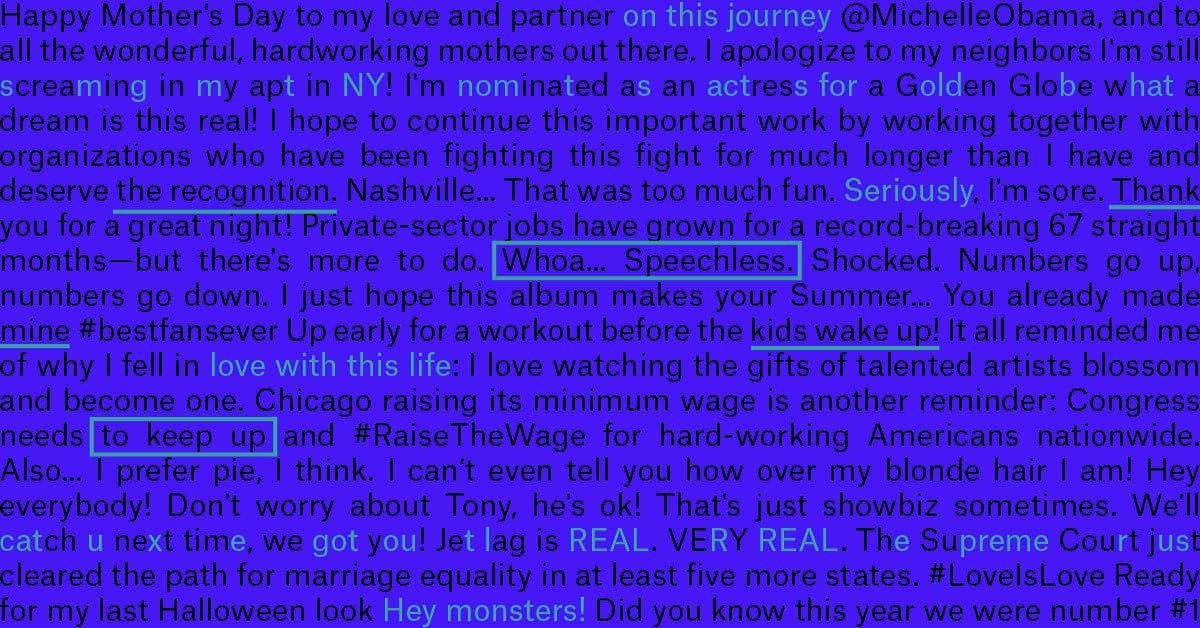 Happy Mother's Day to my love and partner on this journey @MichelleObama, and to
all the wonderful, hardworking mothers out there. I apologize to my neighbors I'm still
screaming in my apt in NY! I'm nominated as an actress for a Golden Globe what a
dream is this real! I hope to continue this important work by working together with
organizations who have been fighting this fight for much longer than I have and
deserve the recognition. Nashville... That was too much fun. Seriously, I'm sore. Thank
you for a great night! Private-sector jobs have grown for a record-breaking 67 straight
months—but there's more to do. Whoa... Speechless. Shocked. Numbers go up,
numbers go down. I just hope this album makes your Summer... You already made
mine #bestfansever Up early for a workout before the kids wake up! It all reminded me
of why I fell in love with this life: I love watching the gifts of talented artists blossom
and become one. Chicago raising its minimum wage is another reminder: Congress
needs to keep up and #RaiseTheWage for hard-working Americans nationwide.
Also... I prefer pie, I think. I can’t even tell you how over my blonde hair I am! Hey
everybody! Don't worry about Tony, he's ok! That's just showbiz sometimes. We'll
catch u next time, we got you! Jet lag is REAL. VERY REAL. The Supreme Court just
cleared the path for marriage equality in at least five more states. #LoveIsLove Ready
for my last Halloween look Hey monsters! Did you know this year we were number #1